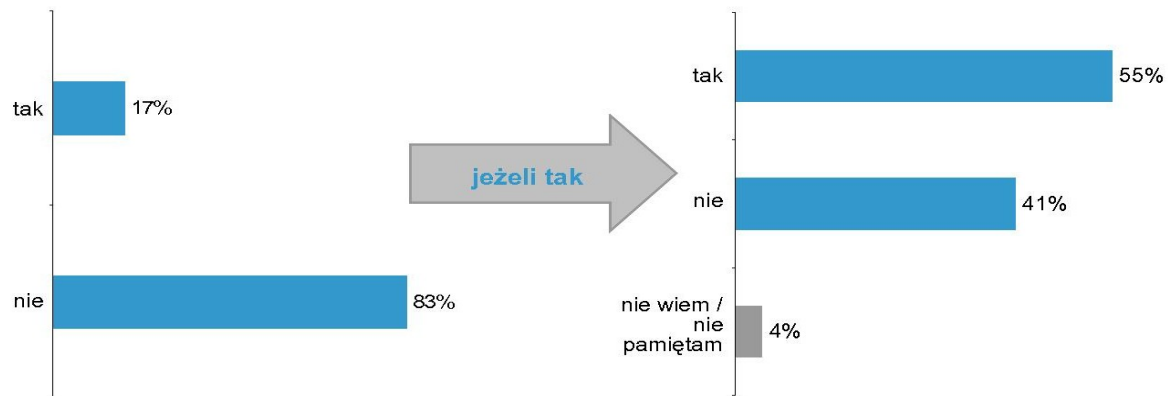 tak 17%
nie 83%
jeżeli tak
tak 55%
nie 41%
nie wiem /
nie
pamiętam
4%